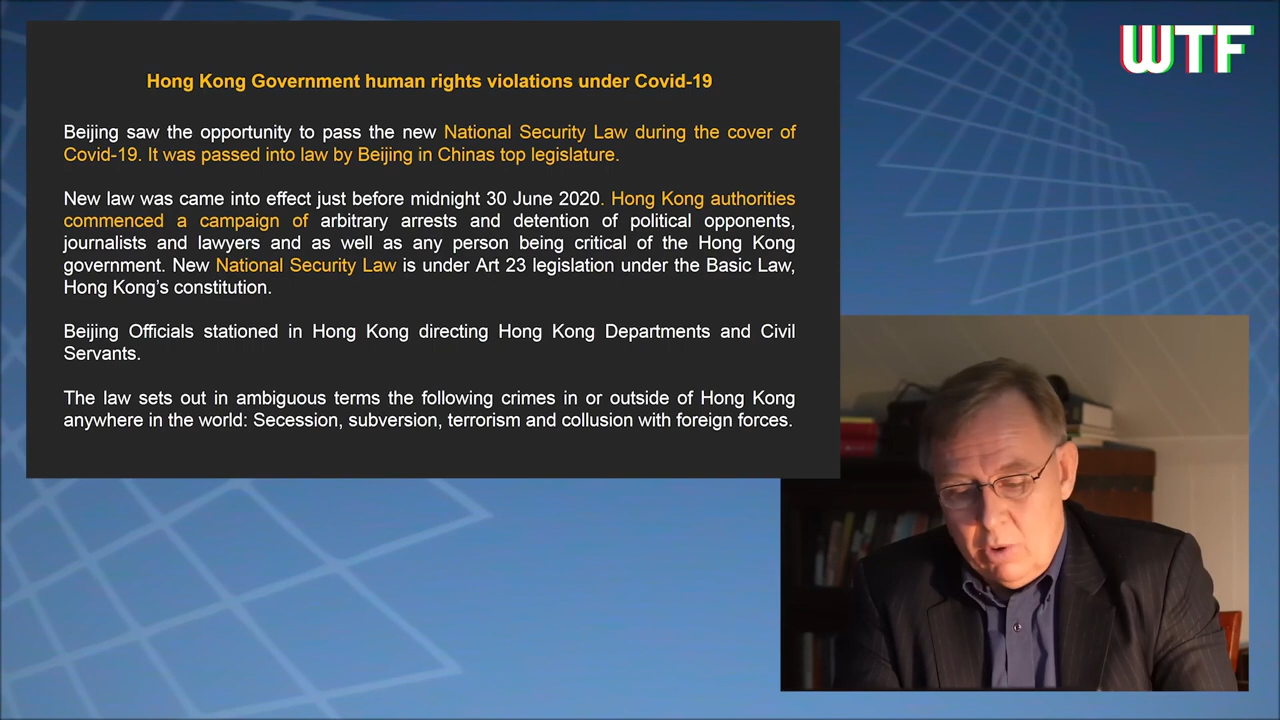 WTF
Hong Kong Government human rights violations under Covid-19
Beijing saw the opportunity to pass the new National Security Law during the cover of
Covid-19. It was passed into law by Beijing in Chinas top legislature.
New law was came into effect just before midnight 30 June 2020. Hong Kong authorities
commenced a campaign of arbitrary arrests and detention of political opponents,
journalists and lawyers and as well as any person being critical of the Hong Kong
government. New National Security Law is under Art 23 legislation under the Basic Law,
Hong Kong's constitution.
Beijing Officials stationed in Hong Kong directing Hong Kong Departments and Civil
Servants.
The law sets out in ambiguous terms the following crimes in or outside of Hong Kong
anywhere in the world: Secession, subversion, terrorism and collusion with foreign forces.